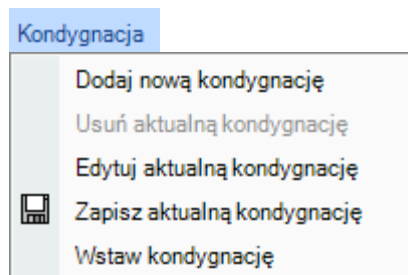 Kondygnacja
Dodaj nową kondygnację
Usuń aktualną kondygnację
Edytuj aktualną kondygnację
Zapisz aktualną kondygnację
Wstaw kondygnację